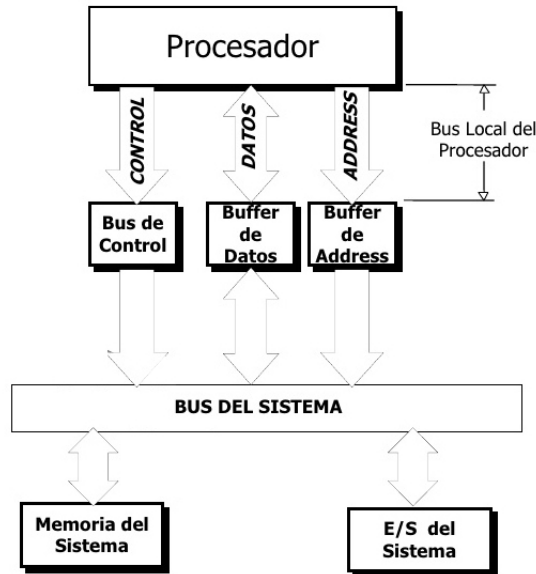 Procesador
CONTROL
DATOS
ADDRESS
Bus Local del
Procesador
Bus de
Control
Buffer
de
Datos
Buffer
de
Address
BUS DEL SISTEMA
Memoria del
Sistema
E/S del
Sistema